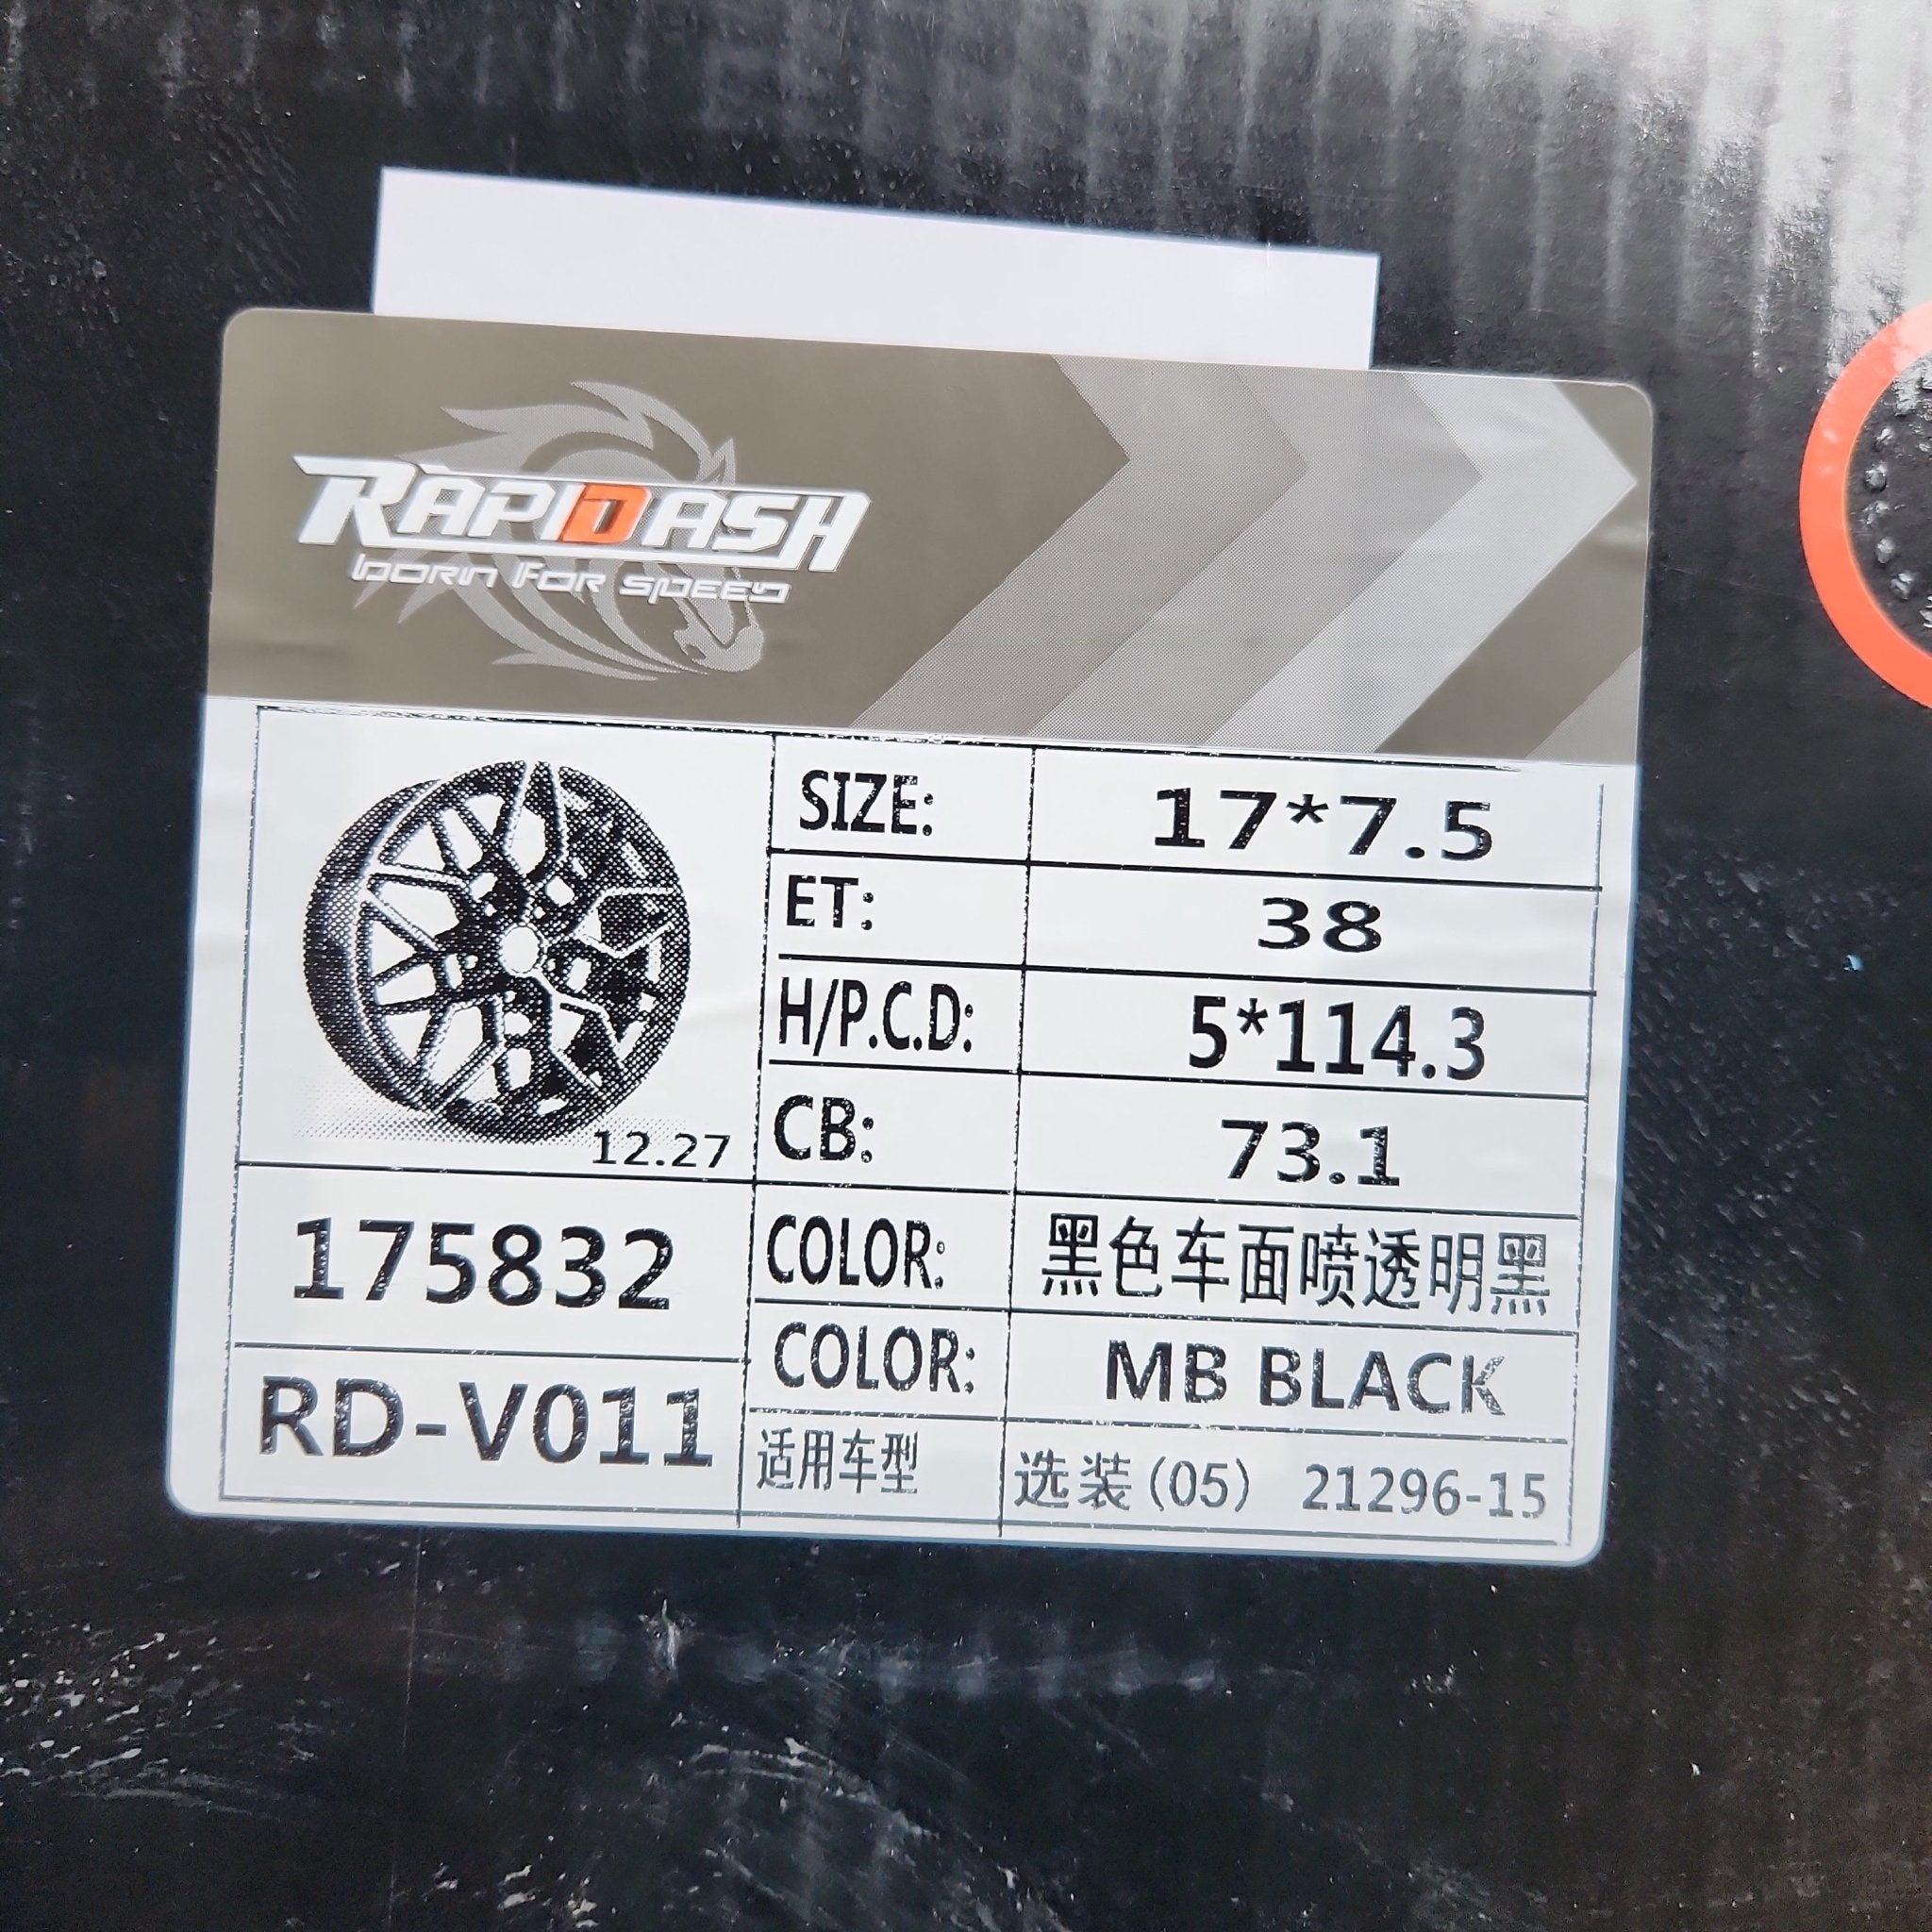 RAPIDASH
born For SPEED
SIZE: 17*7.5
ET: 38
H/P.C.D: 5*114.3
CB: 73.1
12.27
175832
COLOR: 黑色车面喷透明黑
COLOR: MB BLACK
RD-V011
适用车型 选装(05) 21296-15